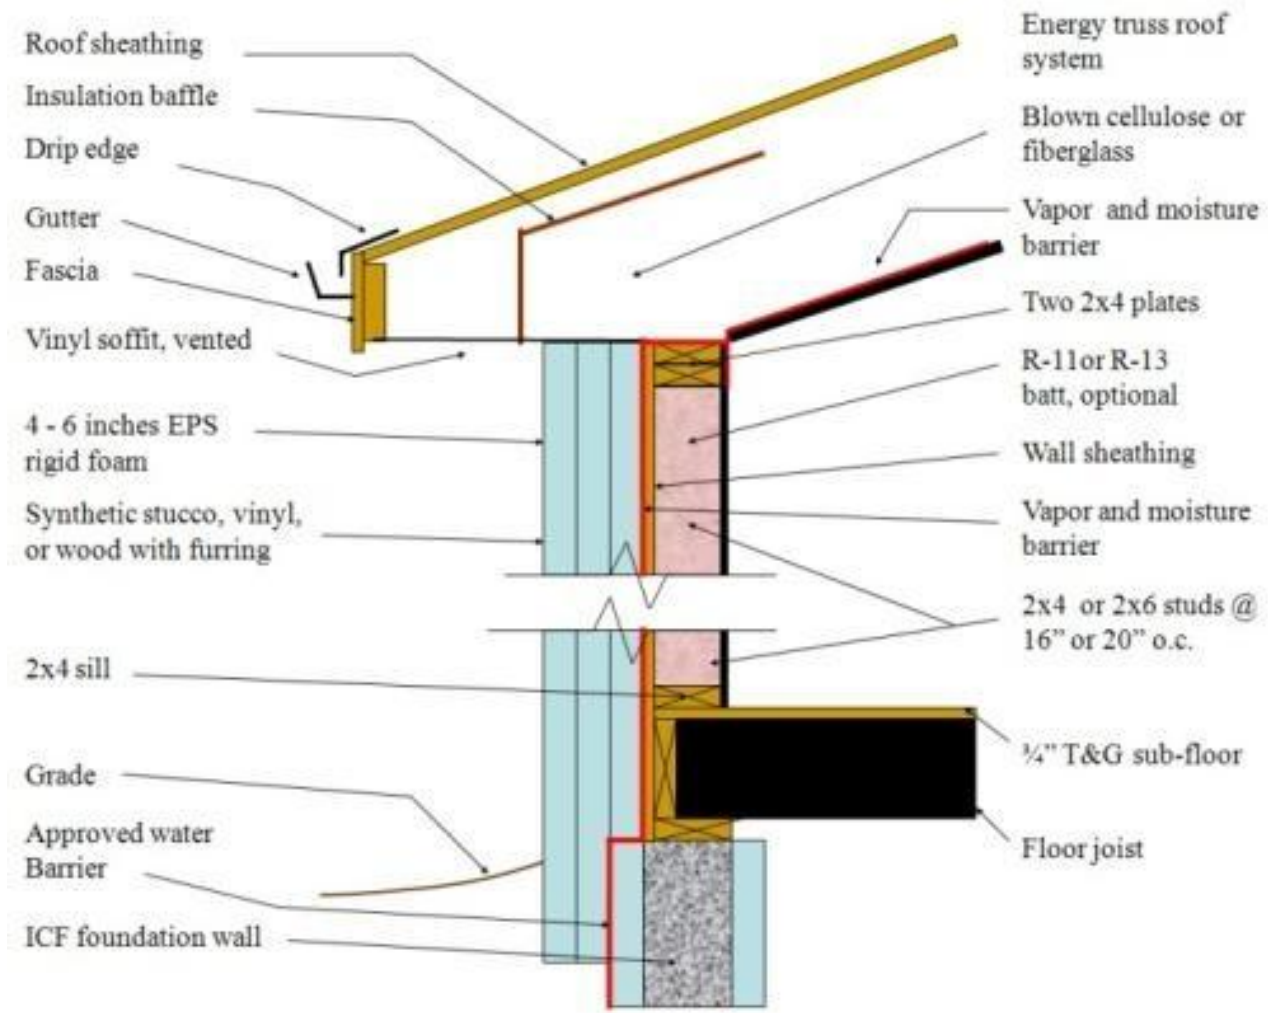 Roof sheathing
Insulation baffle
Drip edge
Gutter
Fascia
Vinyl soffit, vented
4 - 6 inches EPS
rigid foam
Synthetic stucco, vinyl,
or wood with furring
2x4 sill
Grade
Approved water
Barrier
ICF foundation wall
Energy truss roof
system
Blown cellulose or
fiberglass
Vapor and moisture
barrier
Two 2x4 plates
R-11or R-13
batt, optional
Wall sheathing
Vapor and moisture
barrier
2x4 or 2x6 studs @
16” or 20” o.c.
¾” T&G sub-floor
Floor joist